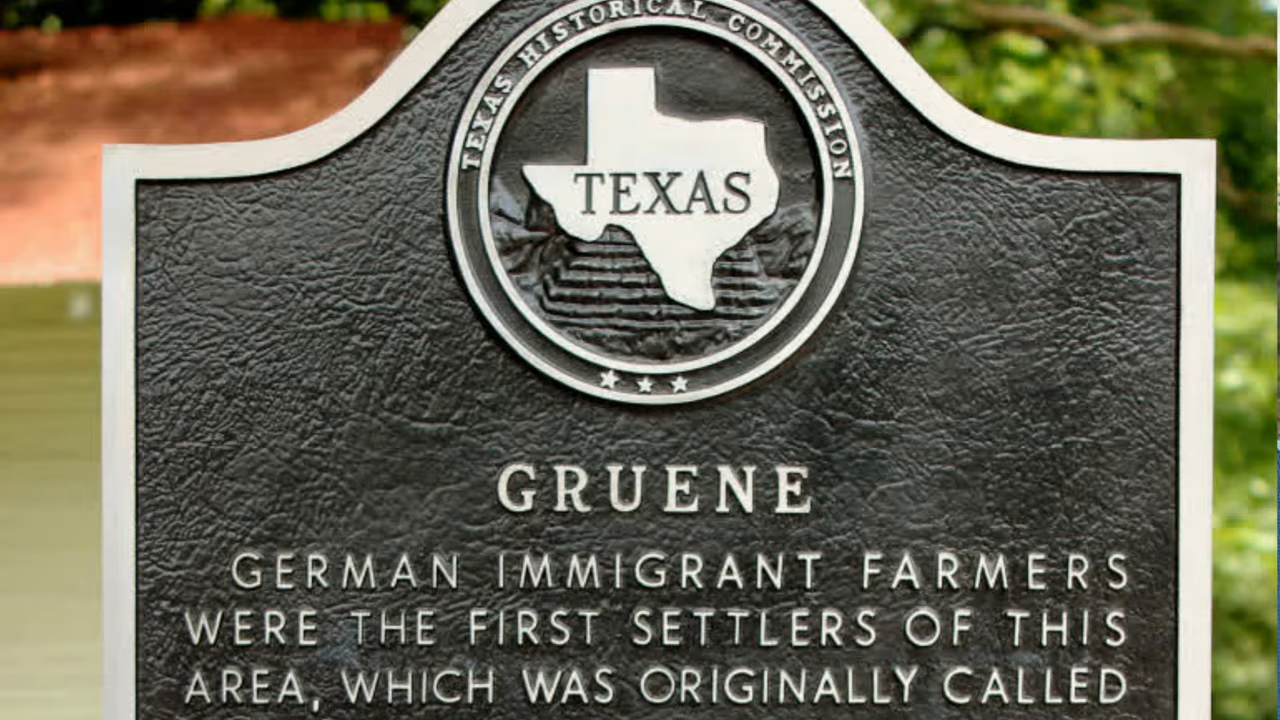 TEXAS HISTORICAL COMMISSION
TEXAS
GRUENE
GERMAN IMMIGRANT FARMERS
WERE THE FIRST SETTLERS OF THIS
AREA, WHICH WAS ORIGINALLY CALLED